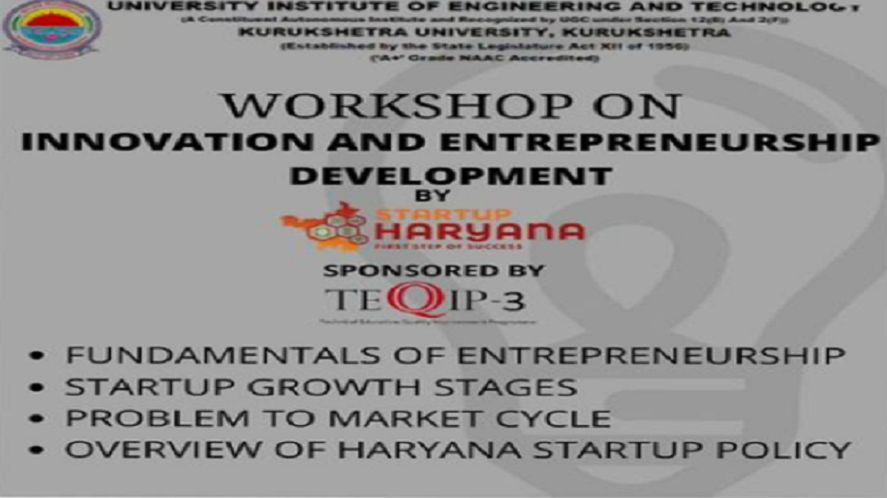 UNIVERSITY INSTITUTE OF ENGINEERING AND TECHNOLOGY
(A Constituent Autonomous Institute and Recognized by UGC under Section 12(B) And 2(F))
KURUKSHETRA UNIVERSITY, KURUKSHETRA
(Established by the State Legislature Act XII of 1956)
('A+' Grade NAAC Accredited)
WORKSHOP ON
INNOVATION AND ENTREPRENEURSHIP
DEVELOPMENT
BY
STARTUP
HARYANA
FIRST STEP OF SUCCESS
SPONSORED BY
TEQIP-3
• FUNDAMENTALS OF ENTREPRENEURSHIP
• STARTUP GROWTH STAGES
• PROBLEM TO MARKET CYCLE
• OVERVIEW OF HARYANA STARTUP POLICY